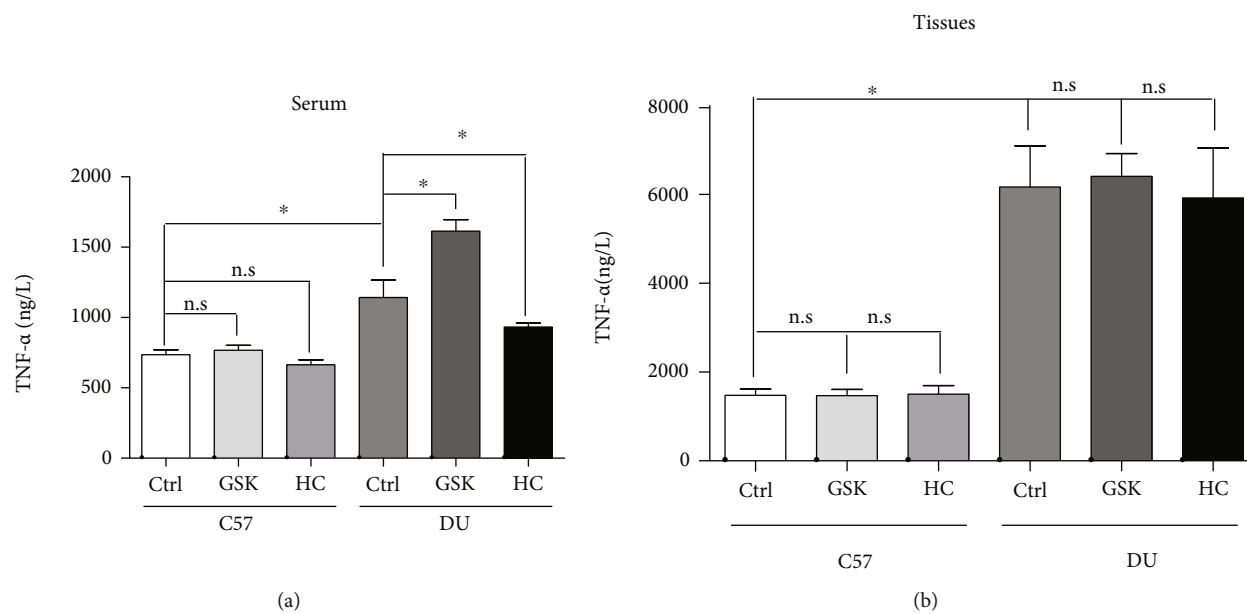 Serum
TNF-α (ng/L)
2000
1500
1000
500
0
*
*
*
n.s
n.s
Ctrl GSK HC Ctrl GSK HC
C57 DU
(a)
Tissues
TNF-α(ng/L)
8000
6000
4000
2000
0
* n.s n.s
n.s n.s
Ctrl GSK HC Ctrl GSK HC
C57 DU
(b)